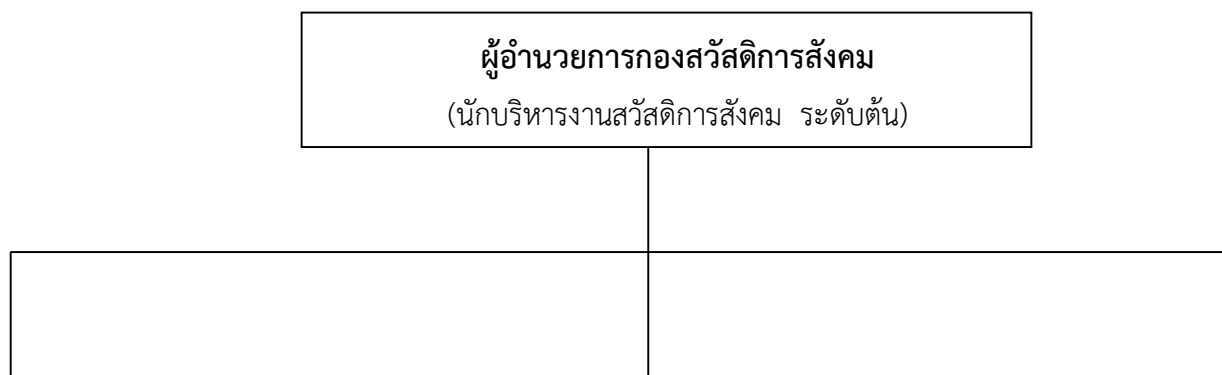 ผู้อำนวยการกองสวัสดิการสังคม
(นักบริหารงานสวัสดิการสังคม ระดับต้น)